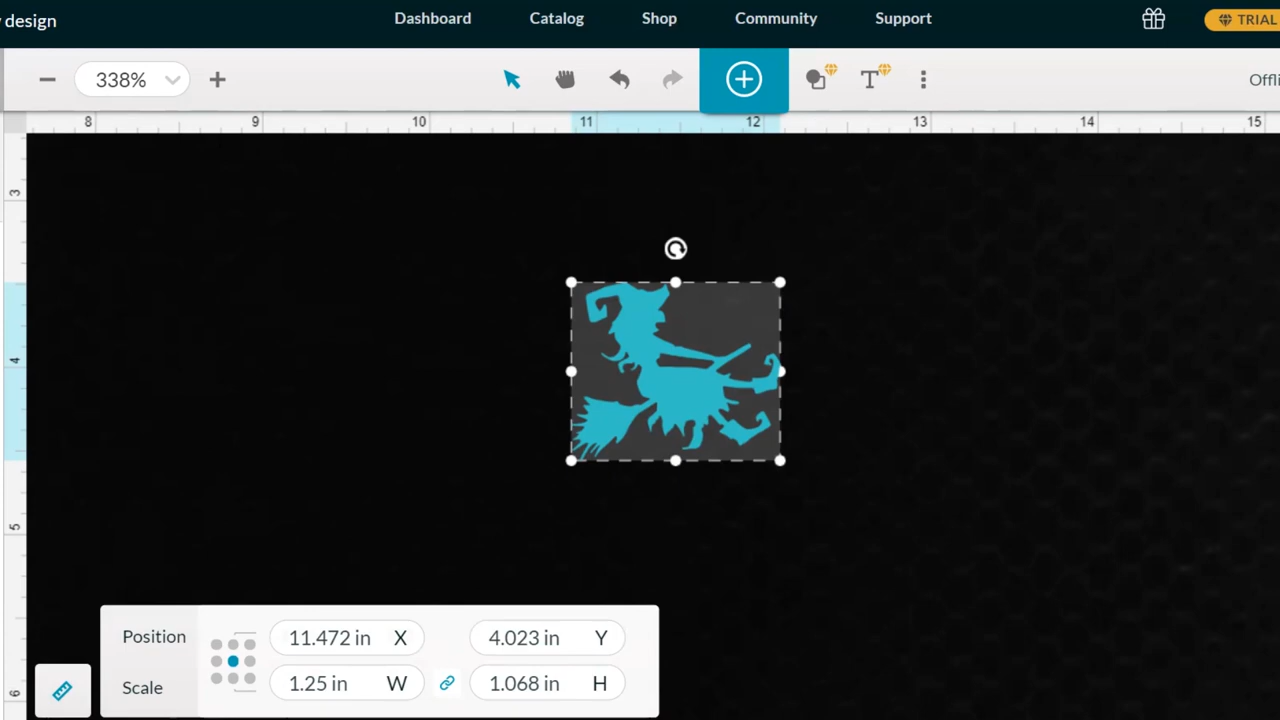 design
Dashboard Catalog Shop Community Support TRIAL
338% T
8 9 10 11 12 13 14 15
3
4
5
6
Position 11.472 in X 4.023 in Y
Scale 1.25 in W 1.068 in H